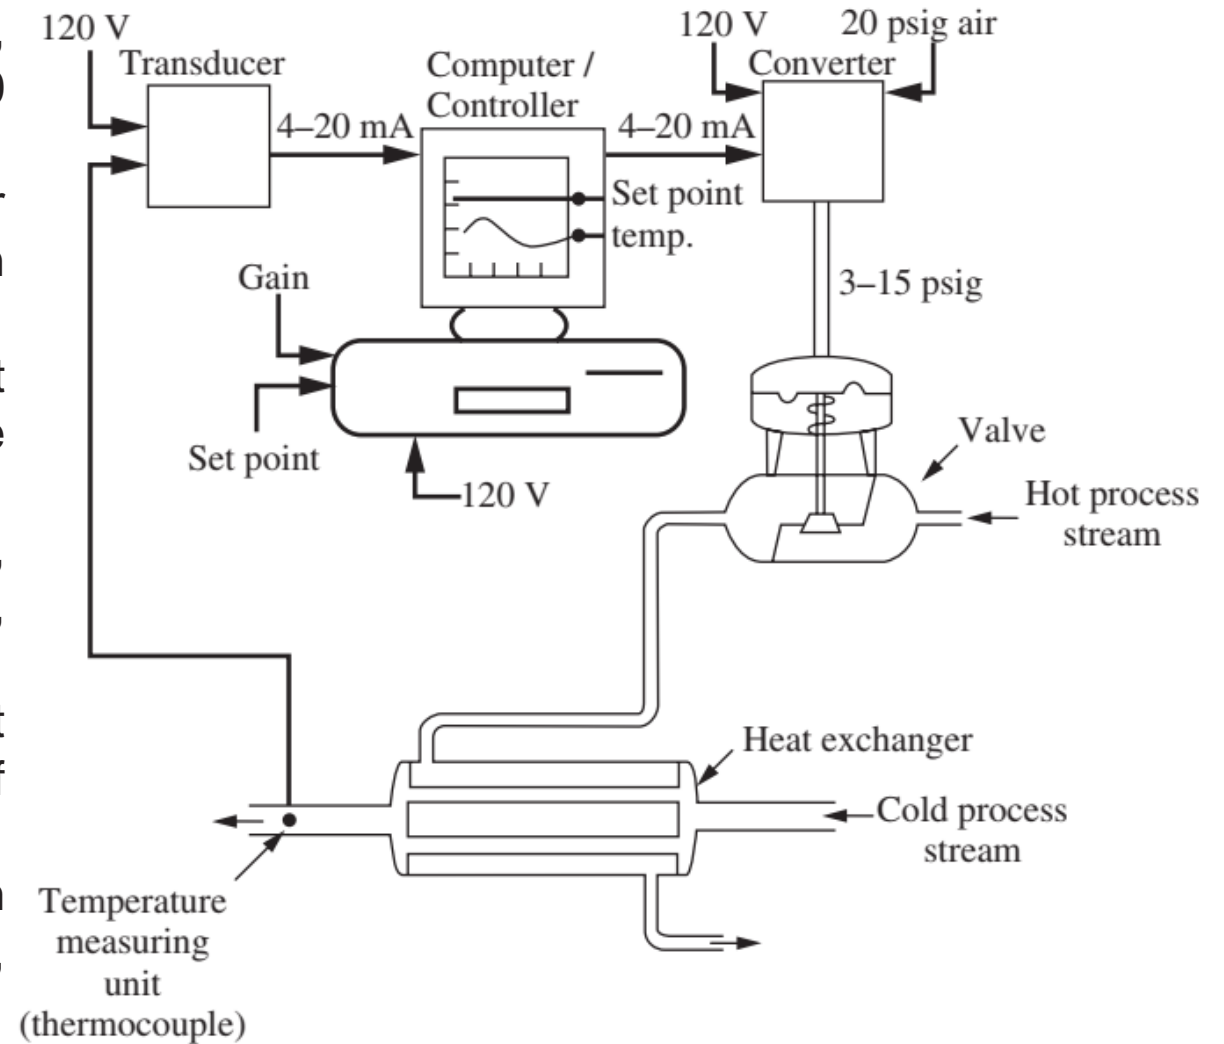 120 V
Transducer
4–20 mA
Computer /
Controller
4–20 mA
120 V
20 psig air
Converter
Set point
temp.
3–15 psig
Gain
Set point
120 V
Valve
Hot process
stream
Heat exchanger
Cold process
stream
Temperature
measuring
unit
(thermocouple)